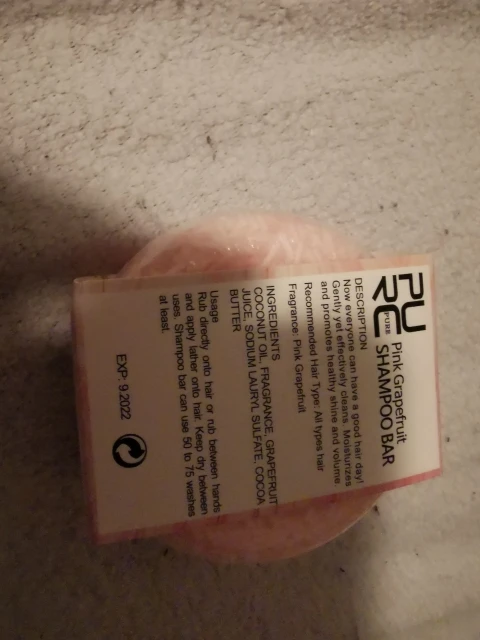 PU
RC
PURE
Pink Grapefruit
SHAMPOO BAR
DESCRIPTION
Now everyone can have a good hair day!
Gently yet effectively cleans. Moisturizes
and promotes healthy shine and volume.
Recommended Hair Type: All types hair
Fragrance: Pink Grapefruit
INGREDIENTS
COCONUT OIL, FRAGRANCE, GRAPEFRUIT
JUICE, SODIUM LAURYL SULFATE, COCOA
BUTTER
Usage
Rub directly onto hair or rub between hands
and apply lather onto hair. Keep dry between
uses. Shampoo bar can use 50 to 75 washes
at least.
EXP: 9.2022